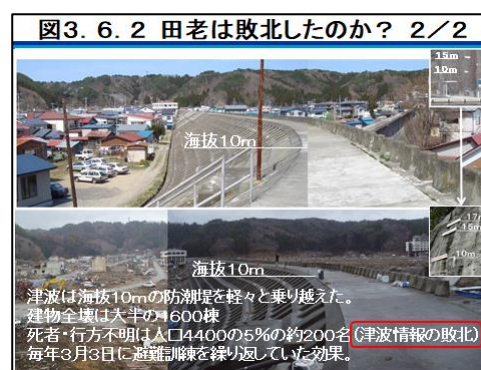 図3.6.2 田老は敗北したのか? 2/2
15m
10m
海抜10m
17m
15m
10m
海抜10m
津波は海抜10mの防潮堤を軽々と乗り越えた。
建物全壊は大半の1600棟
死者・行方不明は人口4400の5%の約200名(津波情報の敗北)
毎年3月3日に避難訓練を繰り返していた効果。